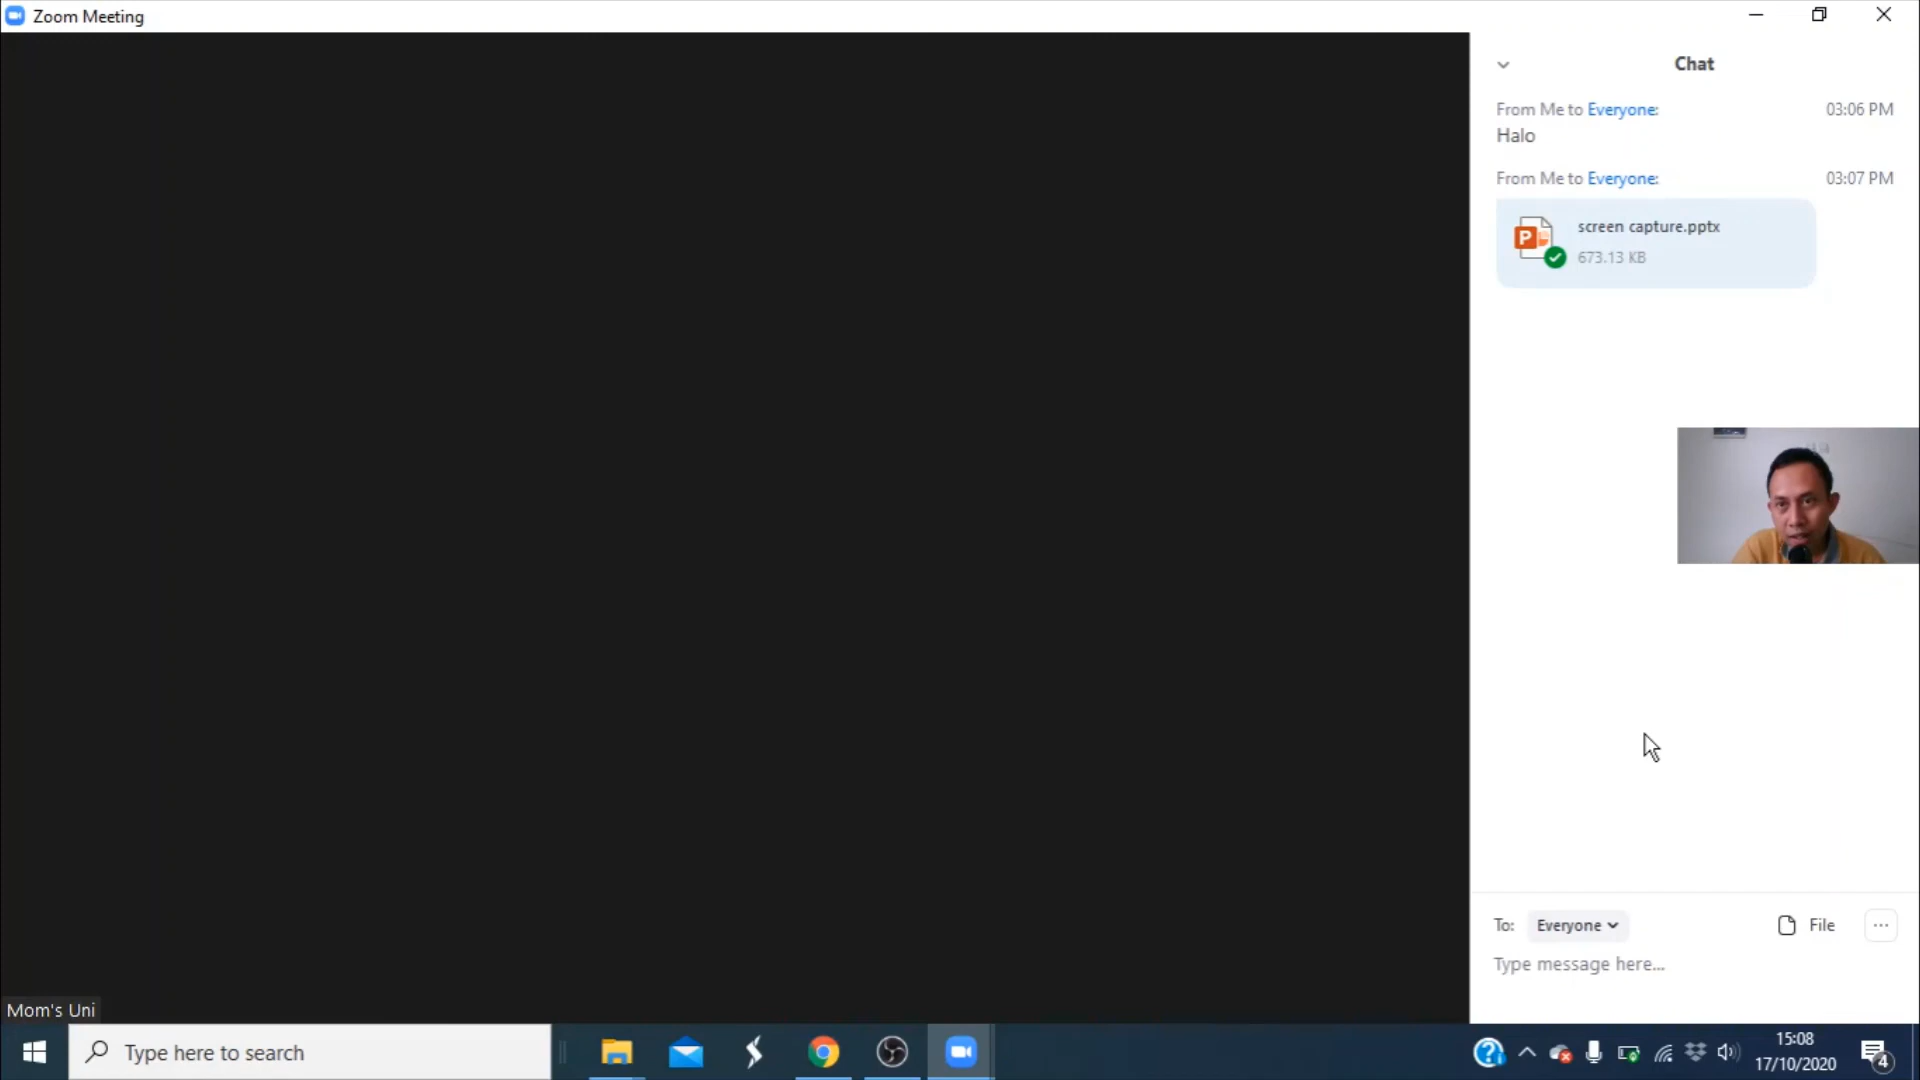 Zoom Meeting
Chat
From Me to Everyone: 03:06 PM
Halo
From Me to Everyone: 03:07 PM
P
screen capture.pptx
673.13 KB
To: Everyone File ...
Type message here...
Mom's Uni
Type here to search
15:08
17/10/2020
4